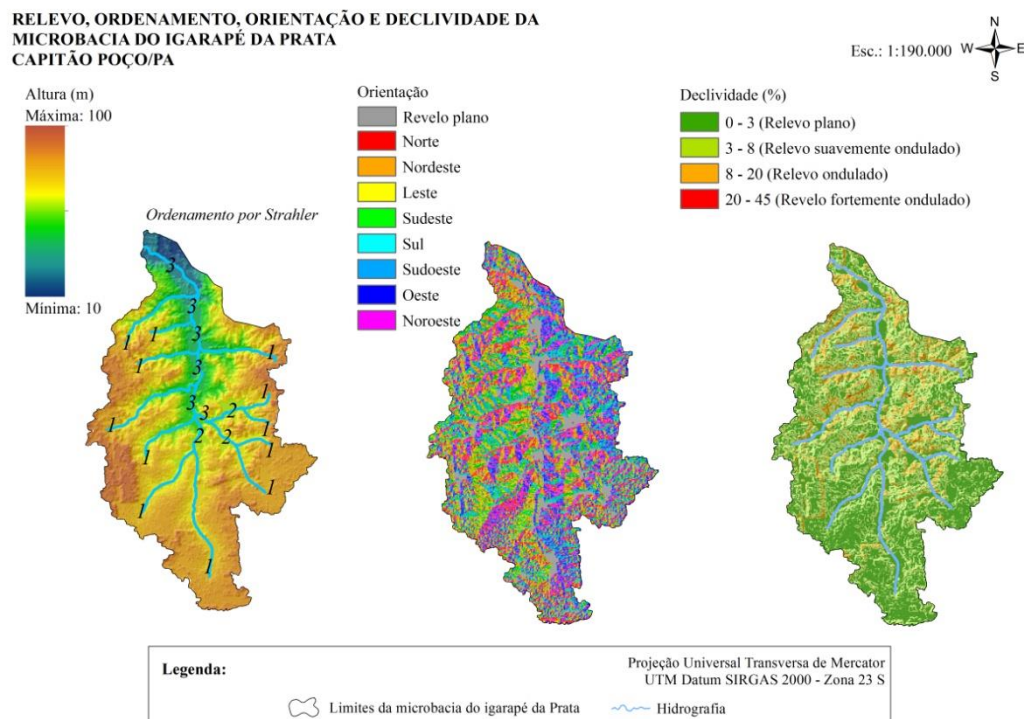 RELEVO, ORDENAMENTO, ORIENTAÇÃO E DECLIVIDADE DA
MICROBACIA DO IGARAPÉ DA PRATA
CAPITÃO POÇO/PA
Esc.: 1:190.000
N
W E
S
Altura (m)
Máxima: 100
Mínima: 10
Ordenamento por Strahler
3
3
1
1
3
1
1
3
1
3
3
2
1
1
2
2
1
1
1
1
1
1
Orientação
Revelo plano
Norte
Nordeste
Leste
Sudeste
Sul
Sudoeste
Oeste
Noroeste
Declividade (%)
0 - 3 (Relevo plano)
3 - 8 (Relevo suavemente ondulado)
8 - 20 (Relevo ondulado)
20 - 45 (Revelo fortemente ondulado)
Legenda:
Projeção Universal Transversa de Mercator
UTM Datum SIRGAS 2000 - Zona 23 S
Limites da microbacia do igarapé da Prata
Hidrografia